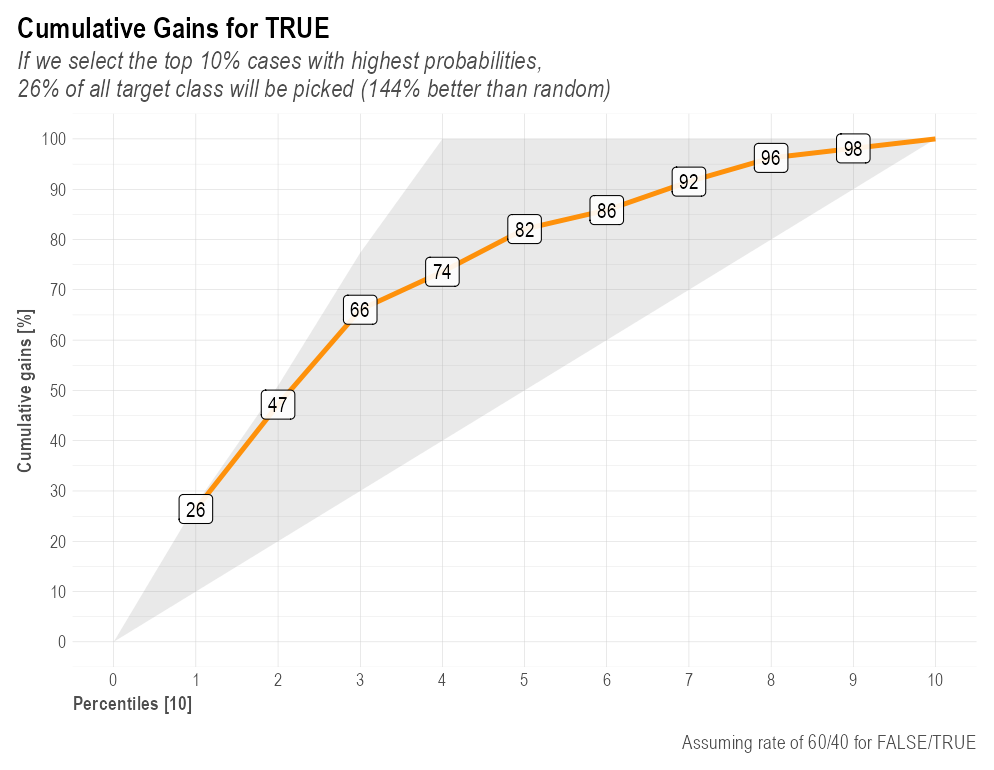 Cumulative Gains for TRUE
If we select the top 10% cases with highest probabilities,
26% of all target class will be picked (144% better than random)
Cumulative gains [%]
100
90
80
70
60
50
40
30
20
10
0
26
47
66
74
82
86
92
96
98
0 1 2 3 4 5 6 7 8 9 10
Percentiles [10]
Assuming rate of 60/40 for FALSE/TRUE